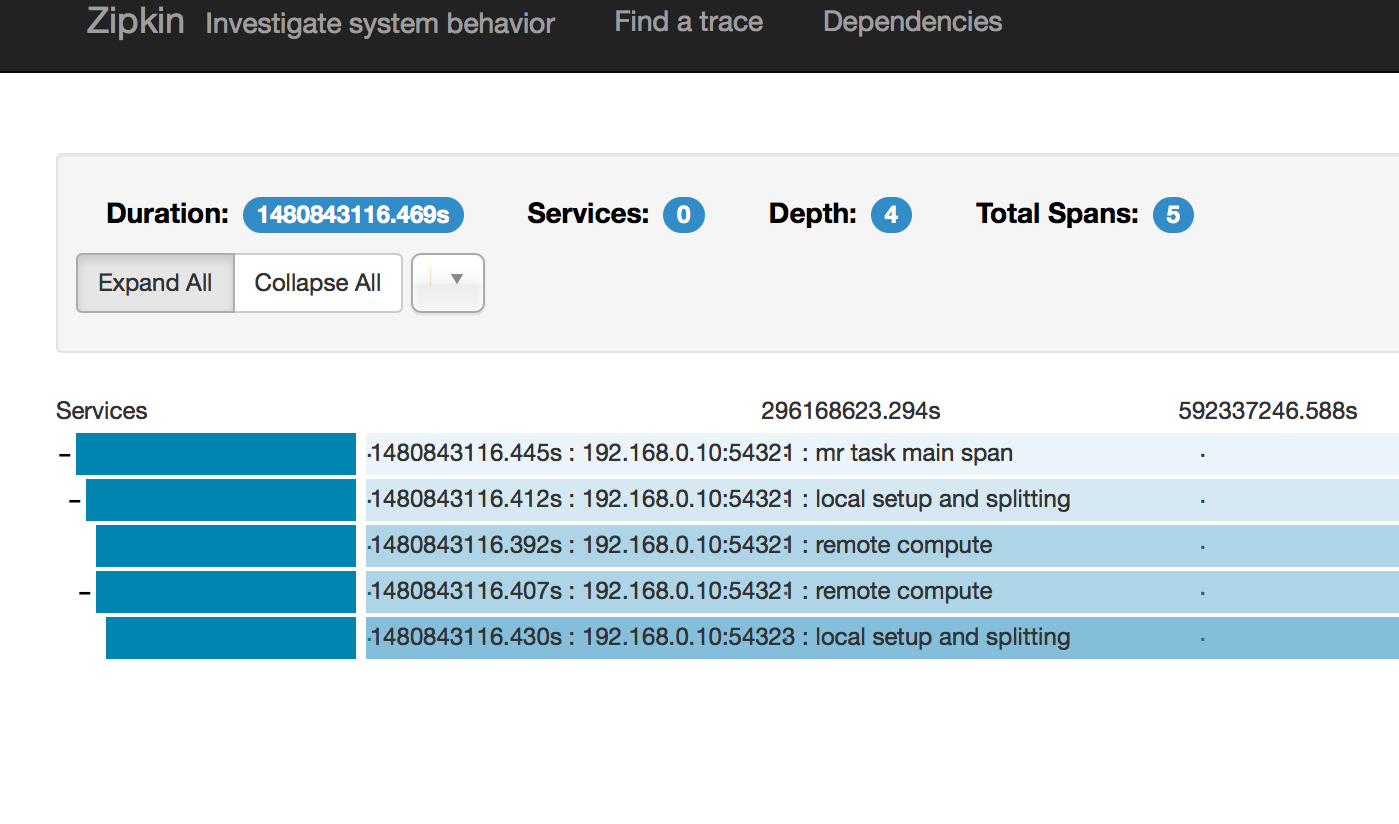 Zipkin Investigate system behavior Find a trace Dependencies
Duration: 1480843116.469s Services: 0 Depth: 4 Total Spans: 5
Expand All Collapse All
Services 296168623.294s 592337246.588s
1480843116.445s : 192.168.0.10:54321 : mr task main span
1480843116.412s : 192.168.0.10:54321 : local setup and splitting
1480843116.392s : 192.168.0.10:54321 : remote compute
1480843116.407s : 192.168.0.10:54321 : remote compute
1480843116.430s : 192.168.0.10:54323 : local setup and splitting